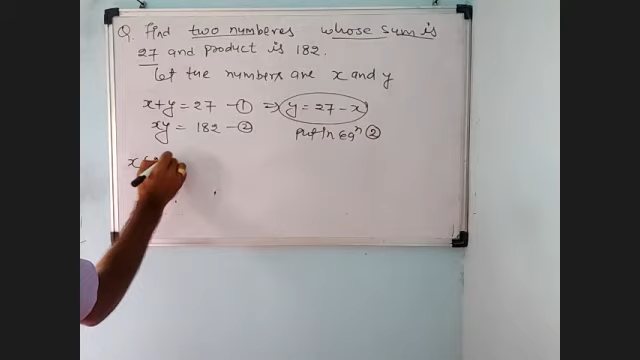 Q. Find two numberes whose sum is
27 and product is 182.
Let the numbers are x and y
x+y = 27 - ① ⇒ y = 27 - x
xy = 182 - ②
put in eqⁿ ②
x(